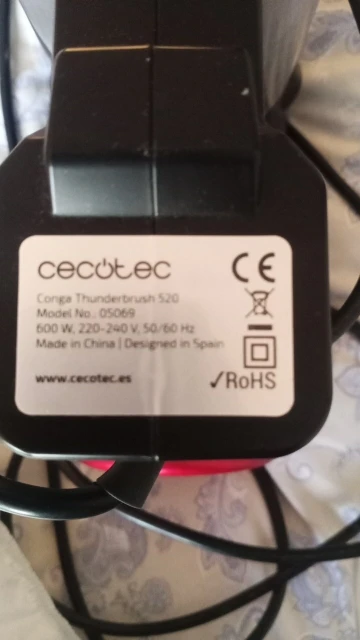 cecotec
CE
Conga Thunderbrush 520
Model No.: 05069
600 W, 220-240 V, 50/60 Hz
Made in China | Designed in Spain
www.cecotec.es
✓RoHS